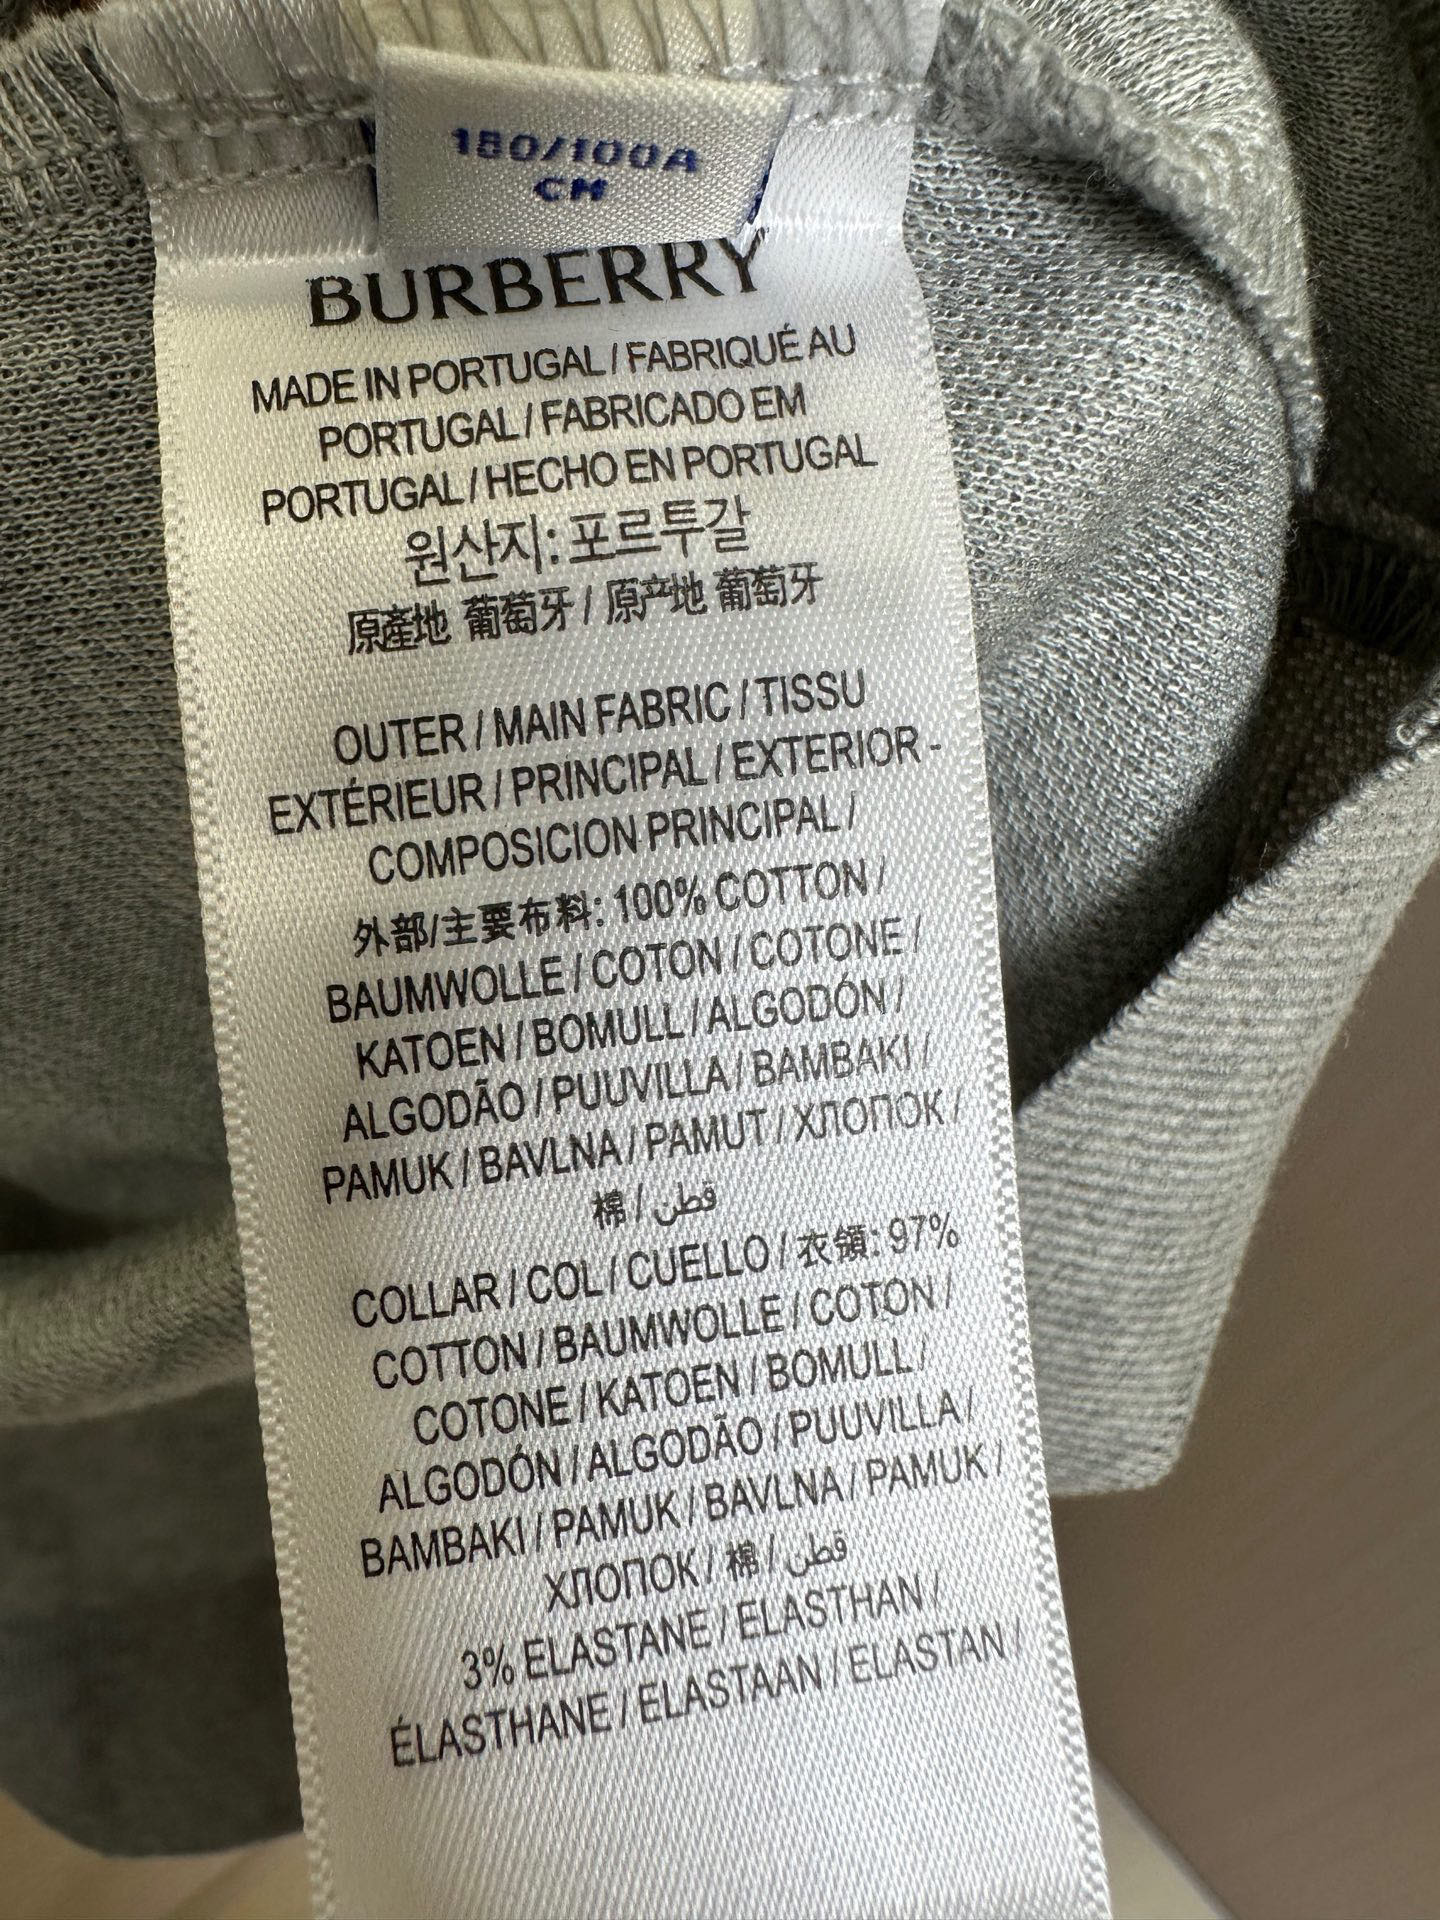 180/100A
CM
BURBERRY
MADE IN PORTUGAL / FABRIQUÉ AU
PORTUGAL / FABRICADO EM
PORTUGAL / HECHO EN PORTUGAL
원산지: 포르투갈
原產地 葡萄牙 / 原产地 葡萄牙
OUTER / MAIN FABRIC / TISSU
EXTÉRIEUR / PRINCIPAL / EXTERIOR -
COMPOSICION PRINCIPAL /
外部/主要布料: 100% COTTON /
BAUMWOLLE / COTON / COTONE /
KATOEN / BOMULL / ALGODÓN /
ALGODÃO / PUUVILLA / BAMBAKI /
PAMUK / BAVLNA / PAMUT / ХЛОПОК /
棉 / قطن
COLLAR / COL / CUELLO / 衣領: 97%
COTTON / BAUMWOLLE / COTON /
COTONE / KATOEN / BOMULL /
ALGODÓN / ALGODÃO / PUUVILLA /
BAMBAKI / PAMUK / BAVLNA / PAMUK /
ХЛОПОК / 棉 / قطن
3% ELASTANE / ELASTHAN /
ÉLASTHANE / ELASTAAN / ELASTAN /